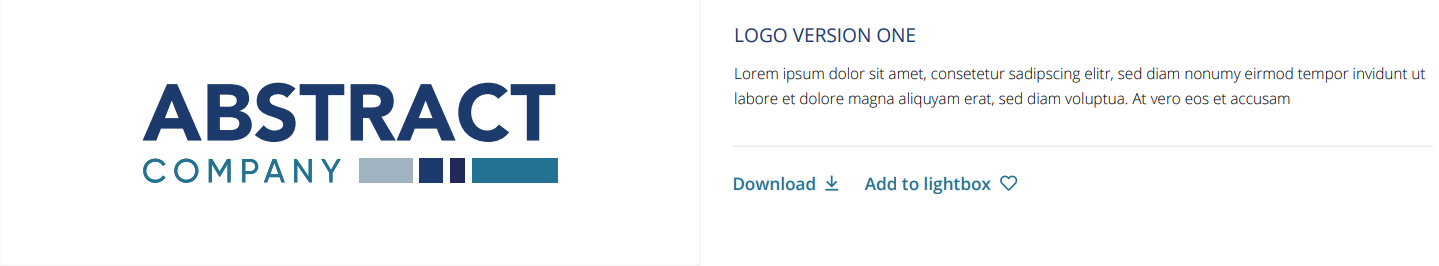 ABSTRACT
COMPANY
LOGO VERSION ONE
Lorem ipsum dolor sit amet, consetetur sadipscing elitr, sed diam nonumy eirmod tempor invidunt ut
labore et dolore magna aliquyam erat, sed diam voluptua. At vero eos et accusam
Download
Add to lightbox